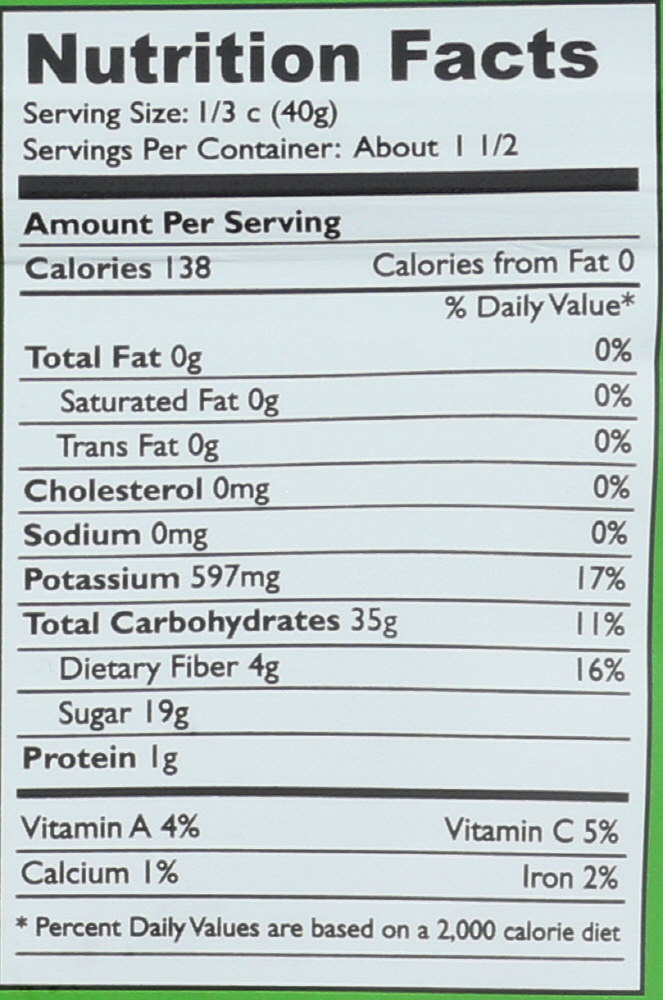 Nutrition Facts
Serving Size: 1/3 c (40g)
Servings Per Container: About 1 1/2
Amount Per Serving
Calories 138 Calories from Fat 0
% Daily Value*
Total Fat 0g 0%
Saturated Fat 0g 0%
Trans Fat 0g 0%
Cholesterol 0mg 0%
Sodium 0mg 0%
Potassium 597mg 17%
Total Carbohydrates 35g 11%
Dietary Fiber 4g 16%
Sugar 19g
Protein 1g
Vitamin A 4% Vitamin C 5%
Calcium 1% Iron 2%
* Percent Daily Values are based on a 2,000 calorie diet